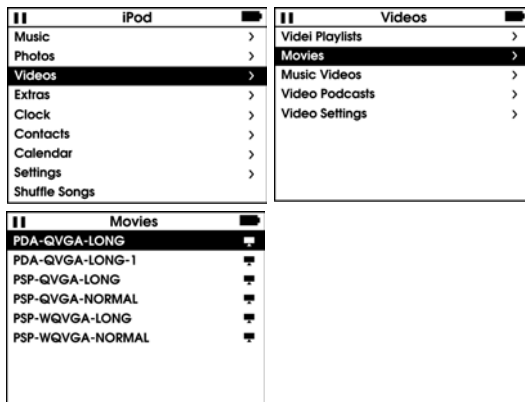 iPod
Music
Photos
Videos
Extras
Clock
Contacts
Calendar
Settings
Shuffle Songs
Videos
Videi Playlists
Movies
Music Videos
Video Podcasts
Video Settings
Movies
PDA-QVGA-LONG
PDA-QVGA-LONG-1
PSP-QVGA-LONG
PSP-QVGA-NORMAL
PSP-WQVGA-LONG
PSP-WQVGA-NORMAL